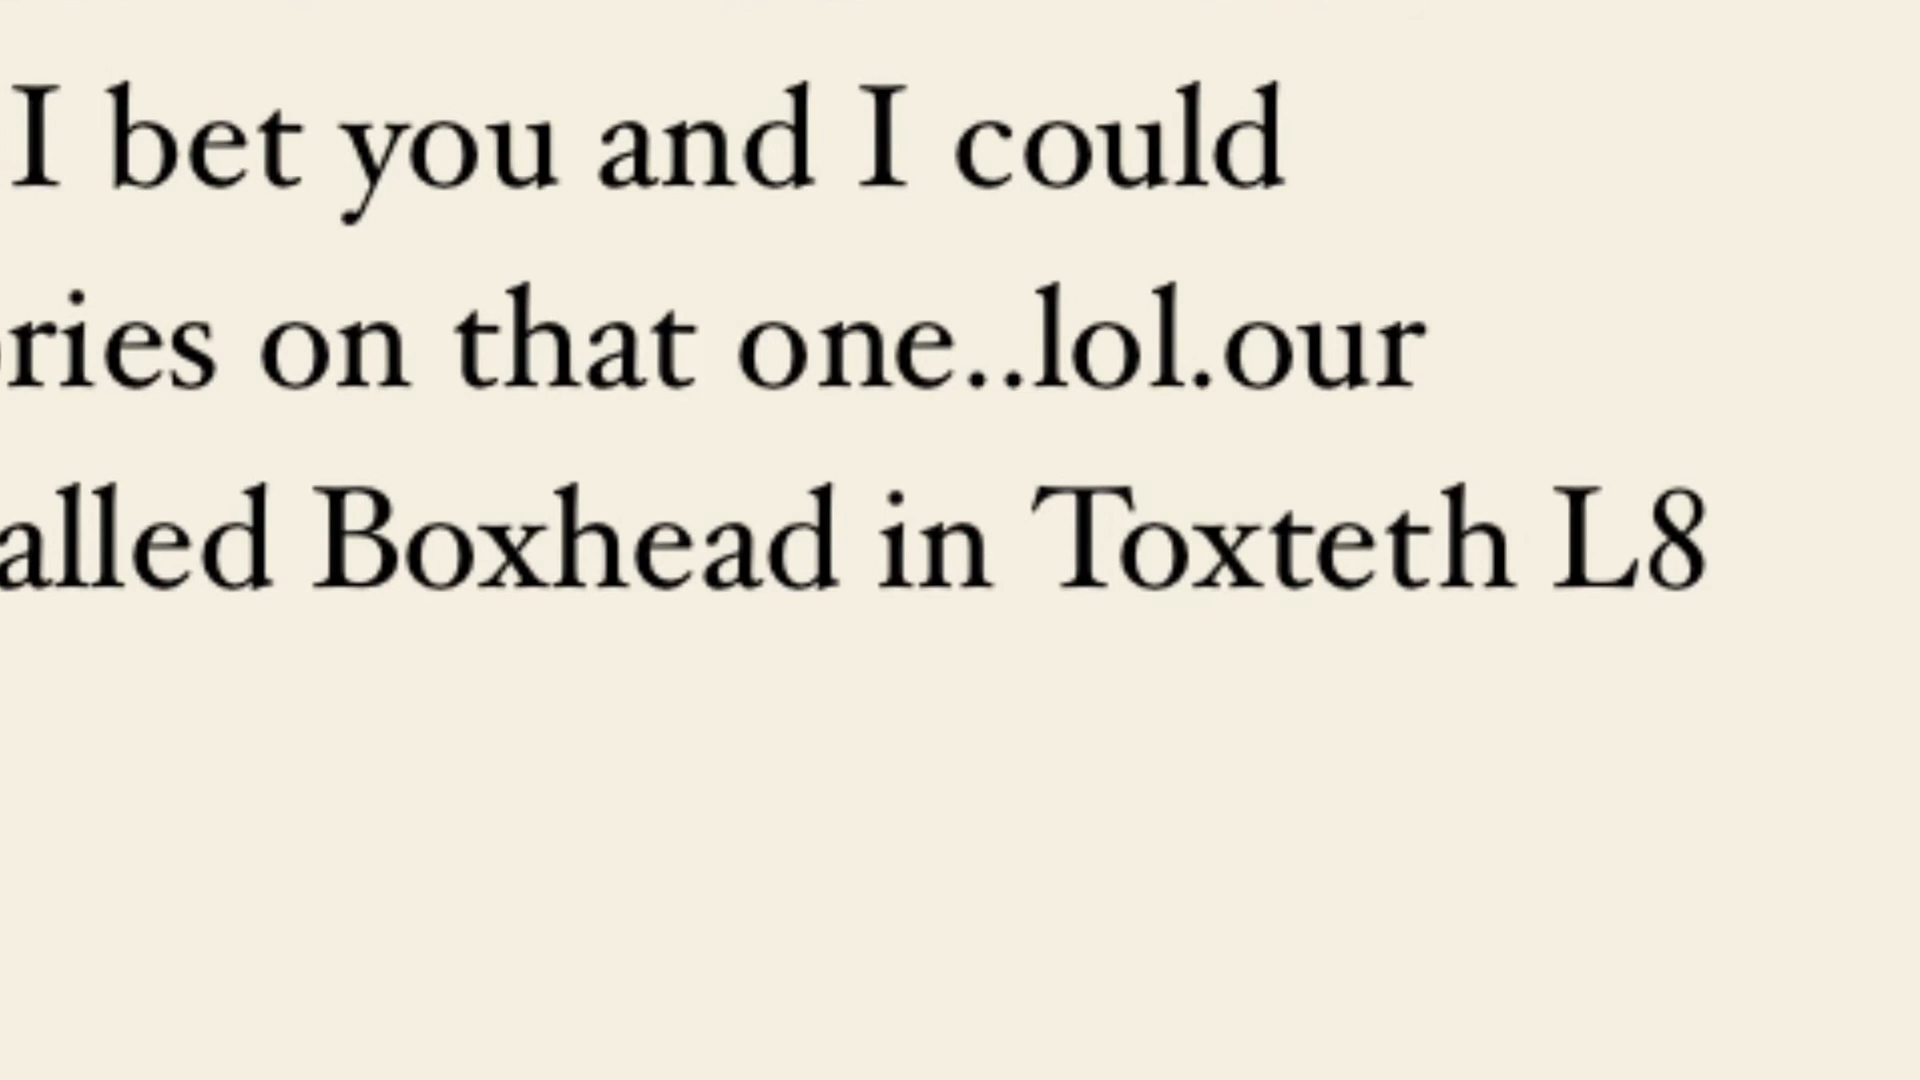 I bet you and I could
ries on that one..lol.our
alled Boxhead in Toxteth L8